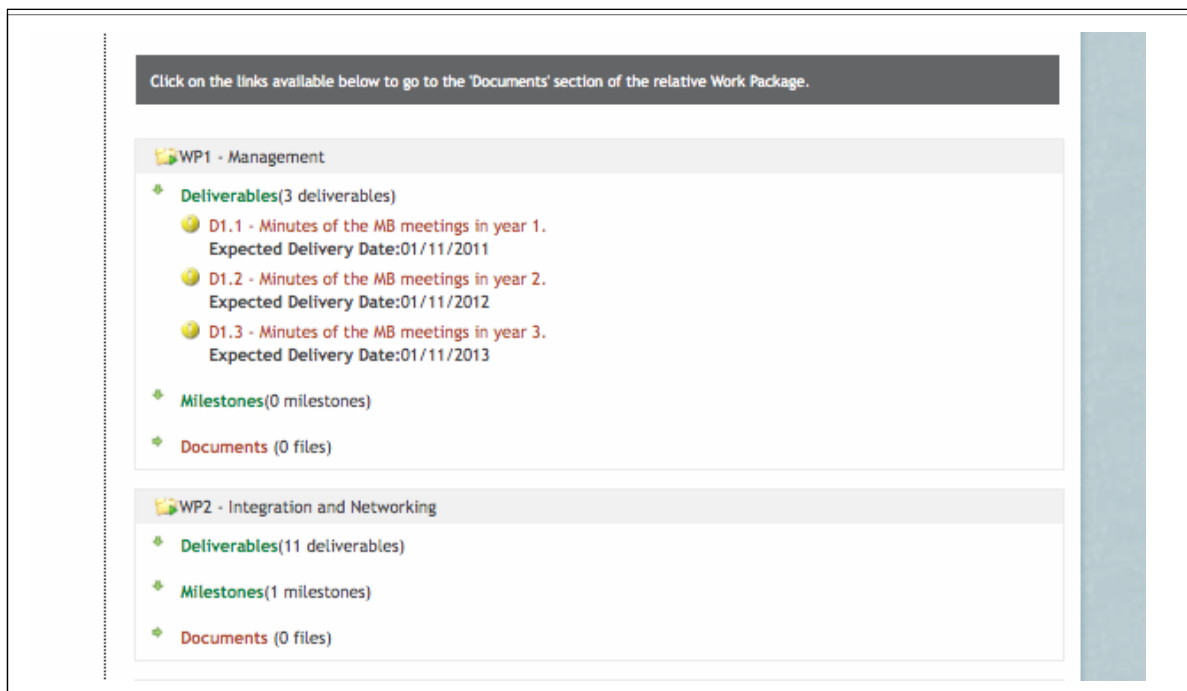 Click on the links available below to go to the 'Documents' section of the relative Work Package.
WP1 - Management
Deliverables(3 deliverables)
D1.1 - Minutes of the MB meetings in year 1.
Expected Delivery Date:01/11/2011
D1.2 - Minutes of the MB meetings in year 2.
Expected Delivery Date:01/11/2012
D1.3 - Minutes of the MB meetings in year 3.
Expected Delivery Date:01/11/2013
Milestones(0 milestones)
Documents (0 files)
WP2 - Integration and Networking
Deliverables(11 deliverables)
Milestones(1 milestones)
Documents (0 files)